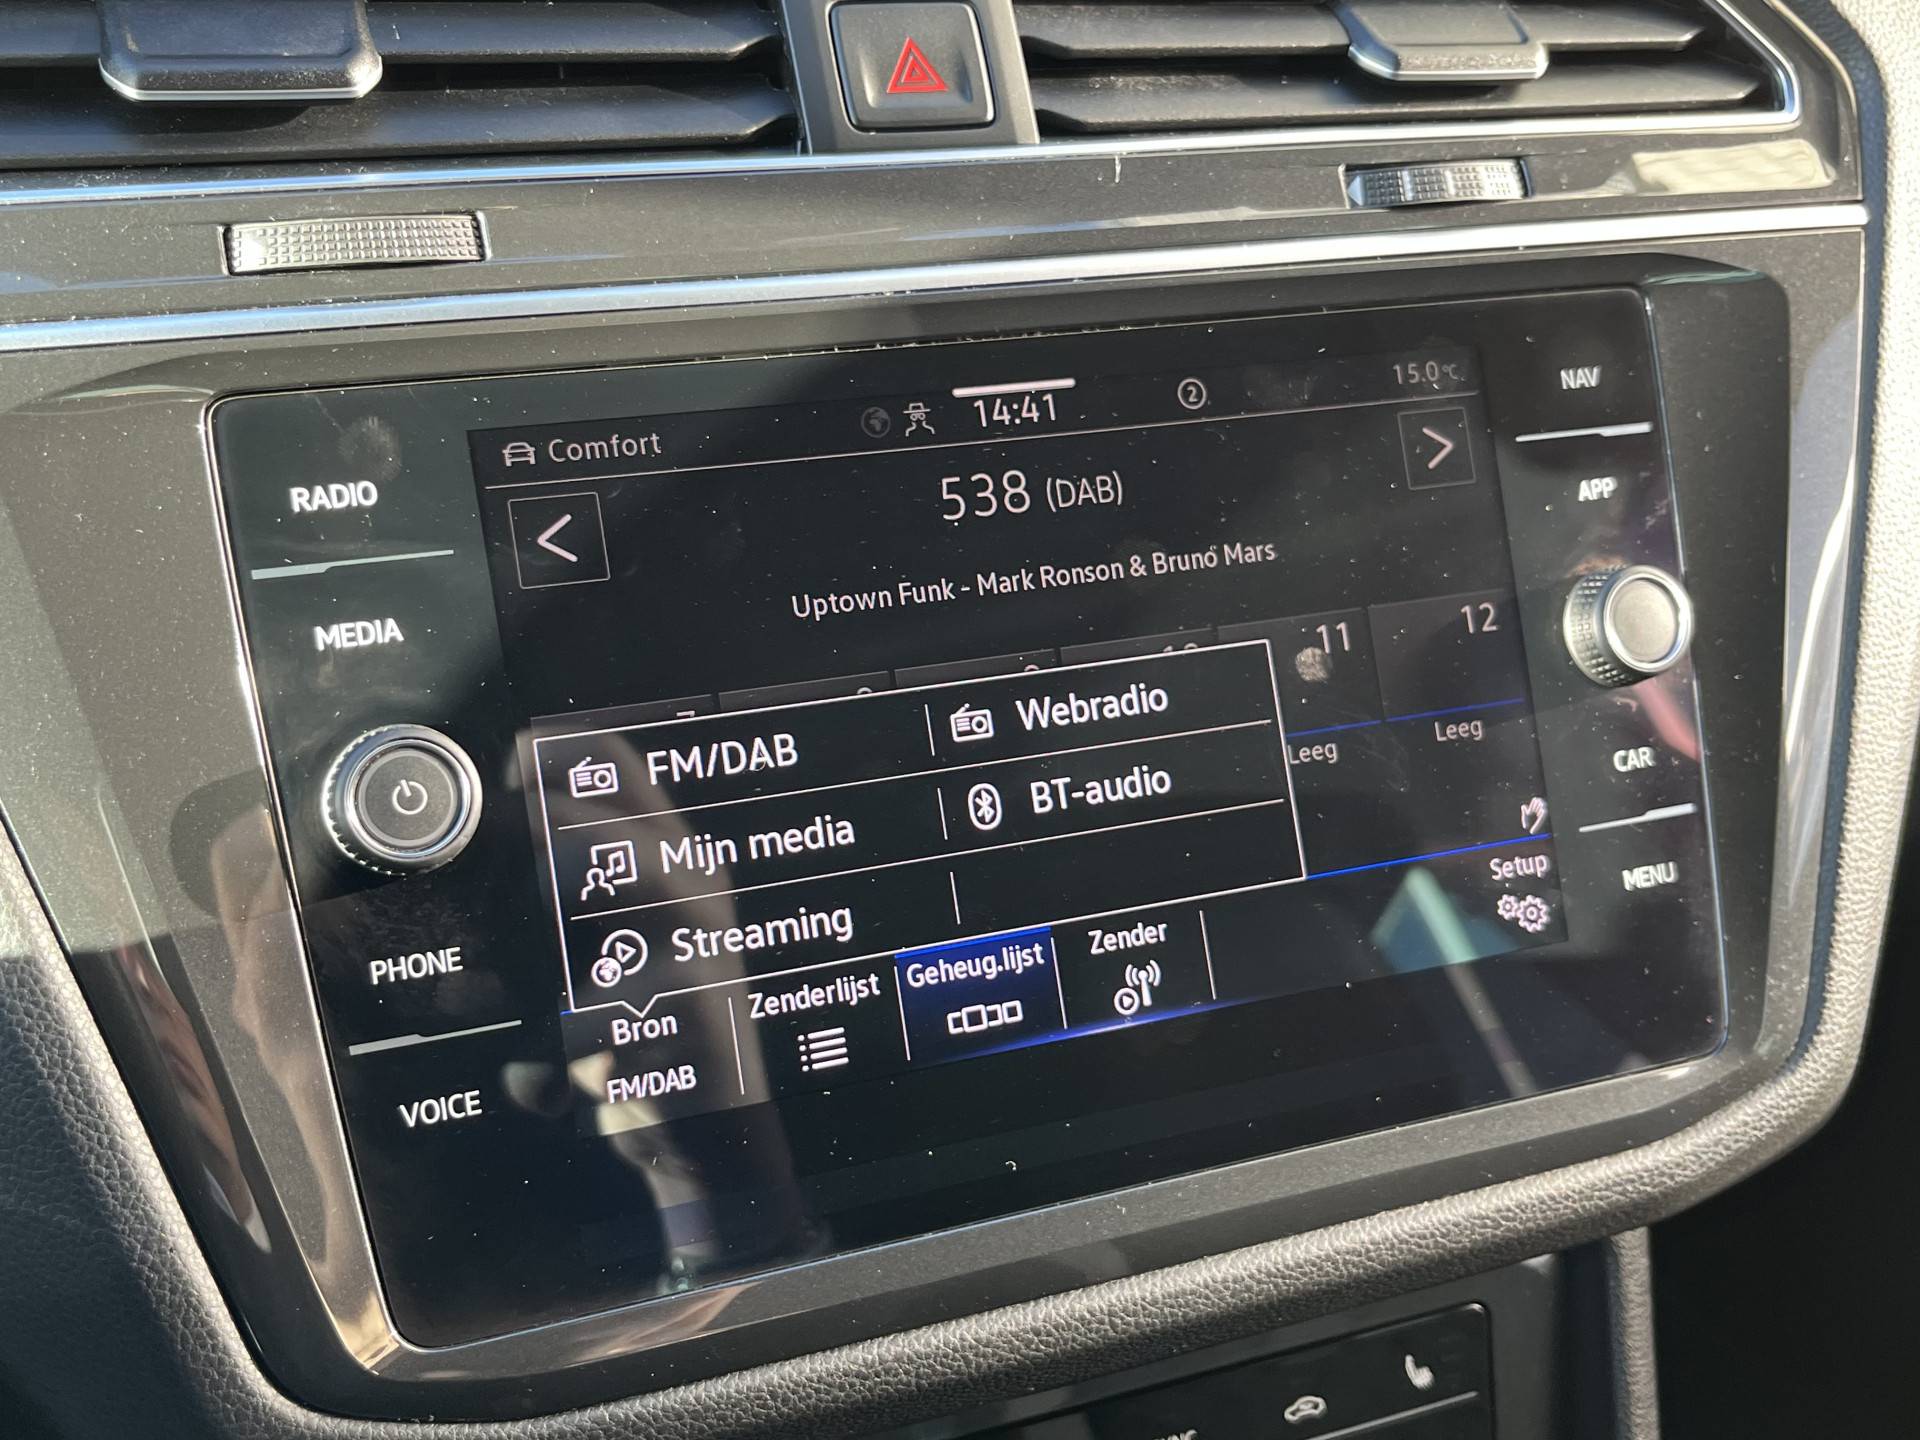 Comfort
14:41
2
15.0°C
538 (DAB)
Uptown Funk - Mark Ronson & Bruno Mars
11
12
Leeg
Leeg
FM/DAB
Webradio
Mijn media
BT-audio
Streaming
Bron
FM/DAB
Zenderlijst
Geheug.lijst
Zender
Setup
RADIO
MEDIA
PHONE
VOICE
NAV
APP
CAR
MENU